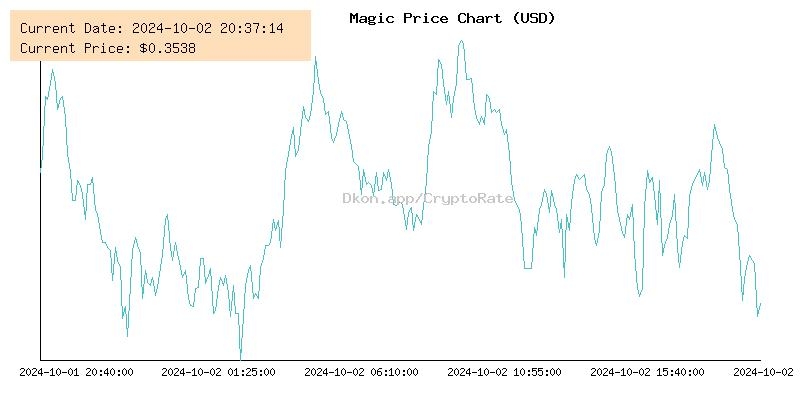 Magic Price Chart (USD)
Current Date: 2024-10-02 20:37:14
Current Price: $0.3538
Dkon.app/CryptoRate
2024-10-01 20:40:00 2024-10-02 01:25:00 2024-10-02 06:10:00 2024-10-02 10:55:00 2024-10-02 15:40:00 2024-10-02